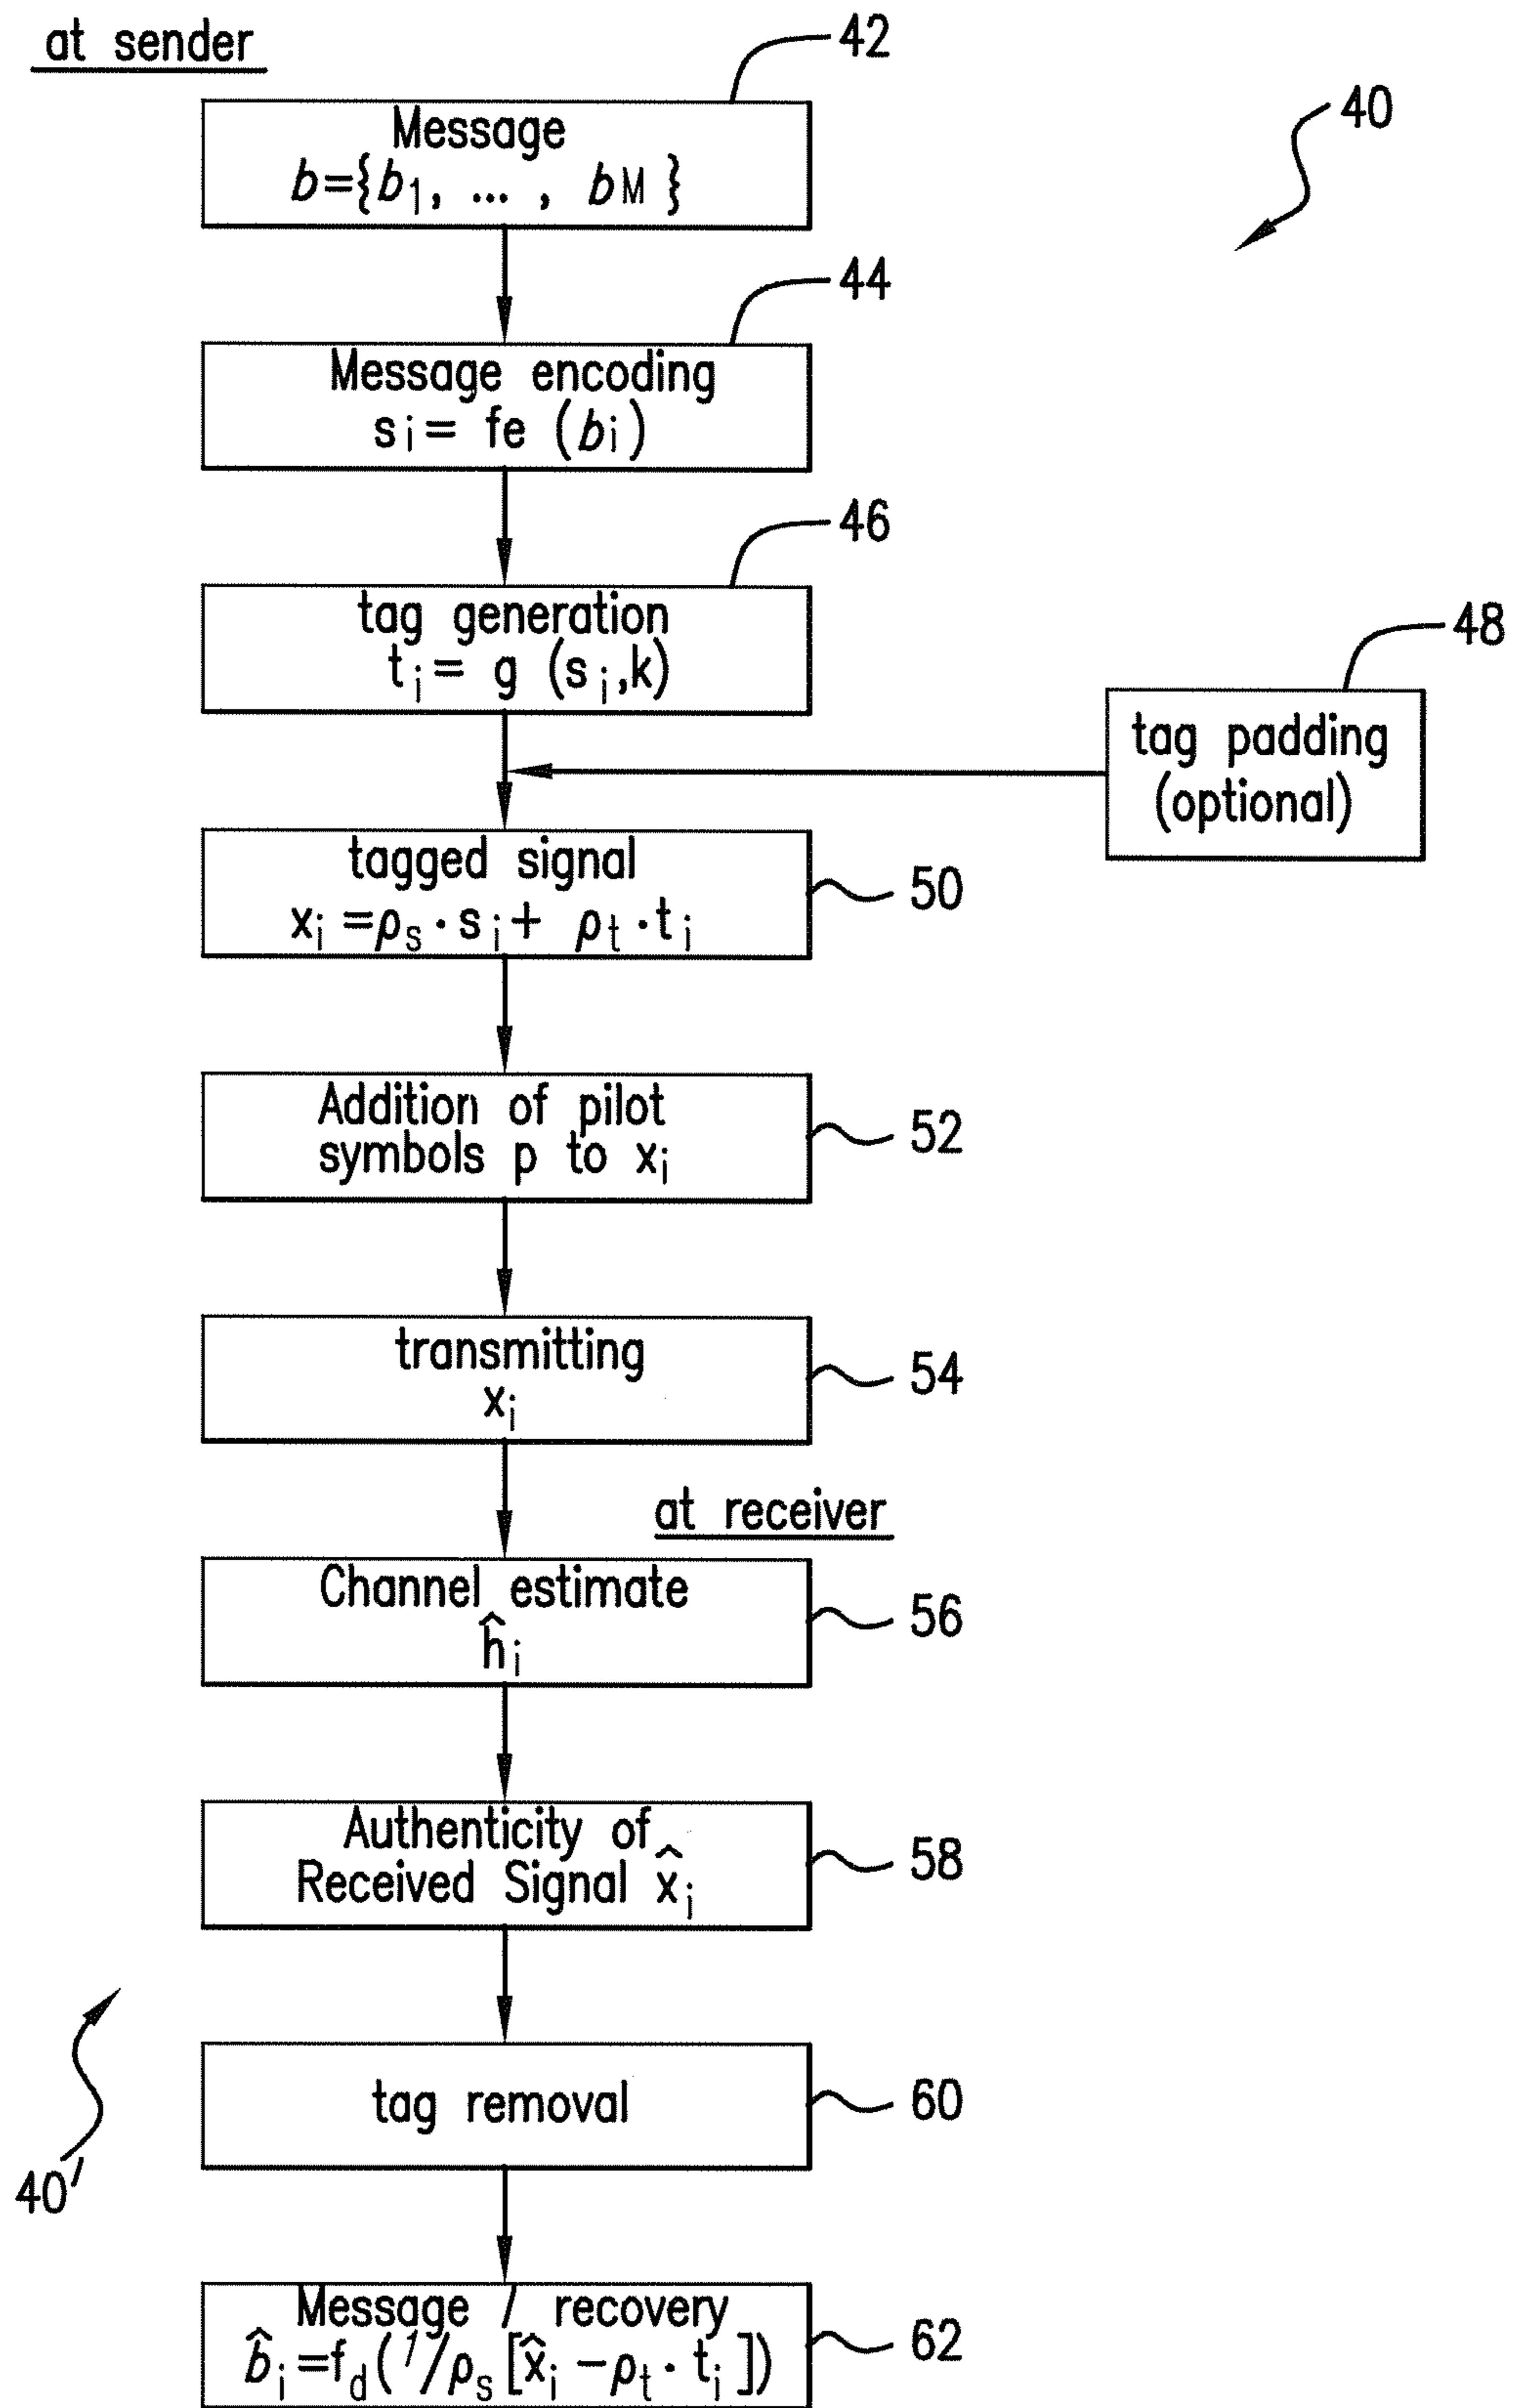 at sender
42
Message
b={b1, ... , bM}
40
44
Message encoding
si= fe (bi)
46
tag generation
ti= g (si,k)
48
tag padding
(optional)
tagged signal
xi=ρs·si+ ρt·ti
50
Addition of pilot
symbols p to xi
52
transmitting
xi
54
at receiver
Channel estimate
ĥi
56
Authenticity of
Received Signal x̂i
58
tag removal
60
40'
Message / recovery
b̂i=fd(1/ρs[x̂i-ρt·ti])
62